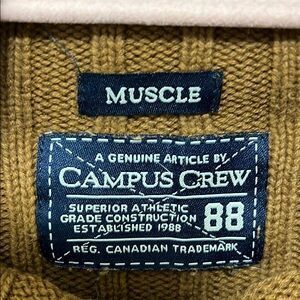 MUSCLE
A GENUINE ARTICLE BY
CAMPUS CREW
SUPERIOR ATHLETIC
GRADE CONSTRUCTION
ESTABLISHED 1988
88
REG. CANADIAN TRADEMARK